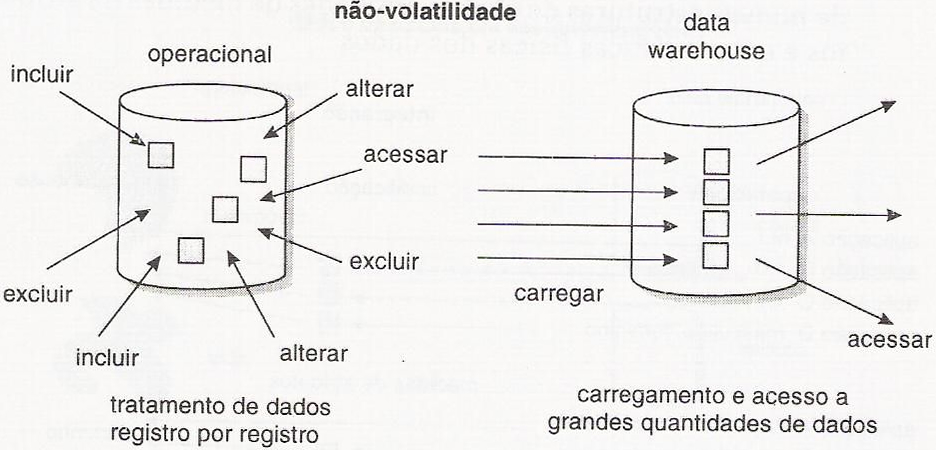 não-volatilidade
operacional
incluir
alterar
acessar
excluir
excluir
incluir
alterar
tratamento de dados
registro por registro
data
warehouse
carregar
acessar
carregamento e acesso a
grandes quantidades de dados